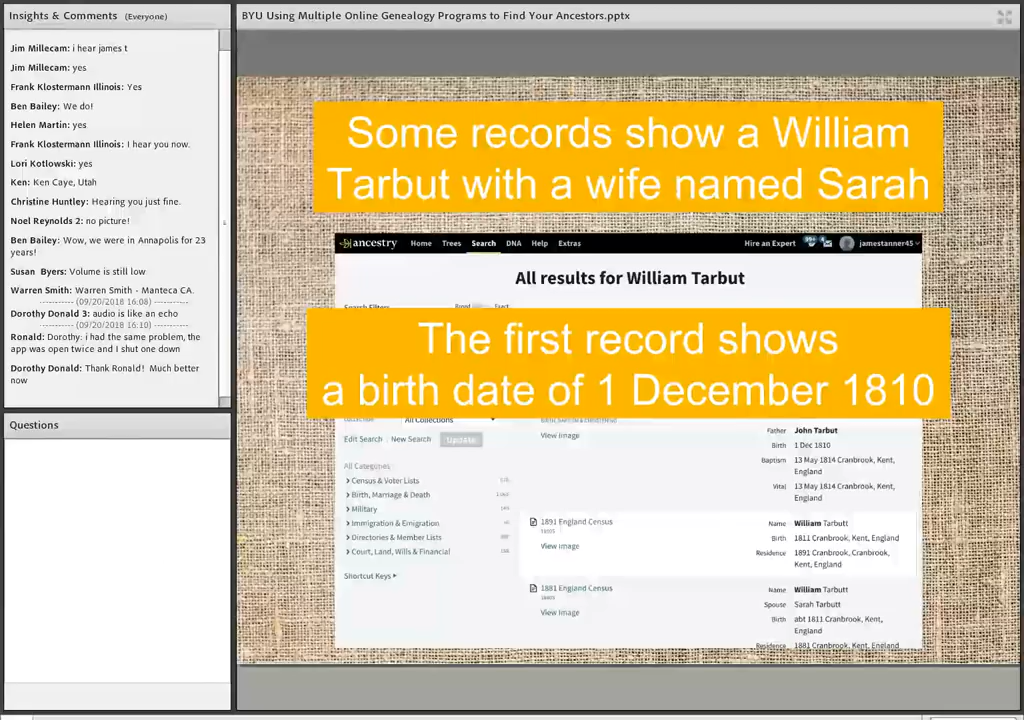 Insights & Comments (Everyone)
Jim Millecam: i hear james t
Jim Millecam: yes
Frank Klostermann Illinois: Yes
Ben Bailey: We do!
Helen Martin: yes
Frank Klostermann Illinois: I hear you now.
Lori Kotlowski: yes
Ken: Ken Caye, Utah
Christine Huntley: Hearing you just fine.
Noel Reynolds 2: no picture!
Ben Bailey: Wow, we were in Annapolis for 23
years!
Susan Byers: Volume is still low
Warren Smith: Warren Smith - Manteca CA.
----------- (09/20/2018 16:08) -----------
Dorothy Donald 3: audio is like an echo
----------- (09/20/2018 16:10) -----------
Ronald: Dorothy: i had the same problem, the
app was open twice and I shut one down
Dorothy Donald: Thank Ronald! Much better
now
Questions
BYU Using Multiple Online Genealogy Programs to Find Your Ancestors.pptx
Some records show a William
Tarbut with a wife named Sarah
ancestry Home Trees Search DNA Help Extras Hire an Expert jamestanner45
All results for William Tarbut
The first record shows
a birth date of 1 December 1810
All Collections
Edit Search New Search Update
All Categories
Census & Voter Lists
Birth, Marriage & Death
Military
Immigration & Emigration
Directories & Member Lists
Court, Land, Wills & Financial
Shortcut Keys
View Image
Father John Tarbut
Birth 1 Dec 1810
Baptism 13 May 1814 Cranbrook, Kent,
England
Vital 13 May 1814 Cranbrook, Kent,
England
1891 England Census
View Image
Name William Tarbutt
Birth 1811 Cranbrook, Kent, England
Residence 1891 Cranbrook, Cranbrook,
Kent, England
1881 England Census
View Image
Name William Tarbutt
Spouse Sarah Tarbutt
Birth abt 1811 Cranbrook, Kent,
England
Residence 1881 Cranbrook, Kent, England